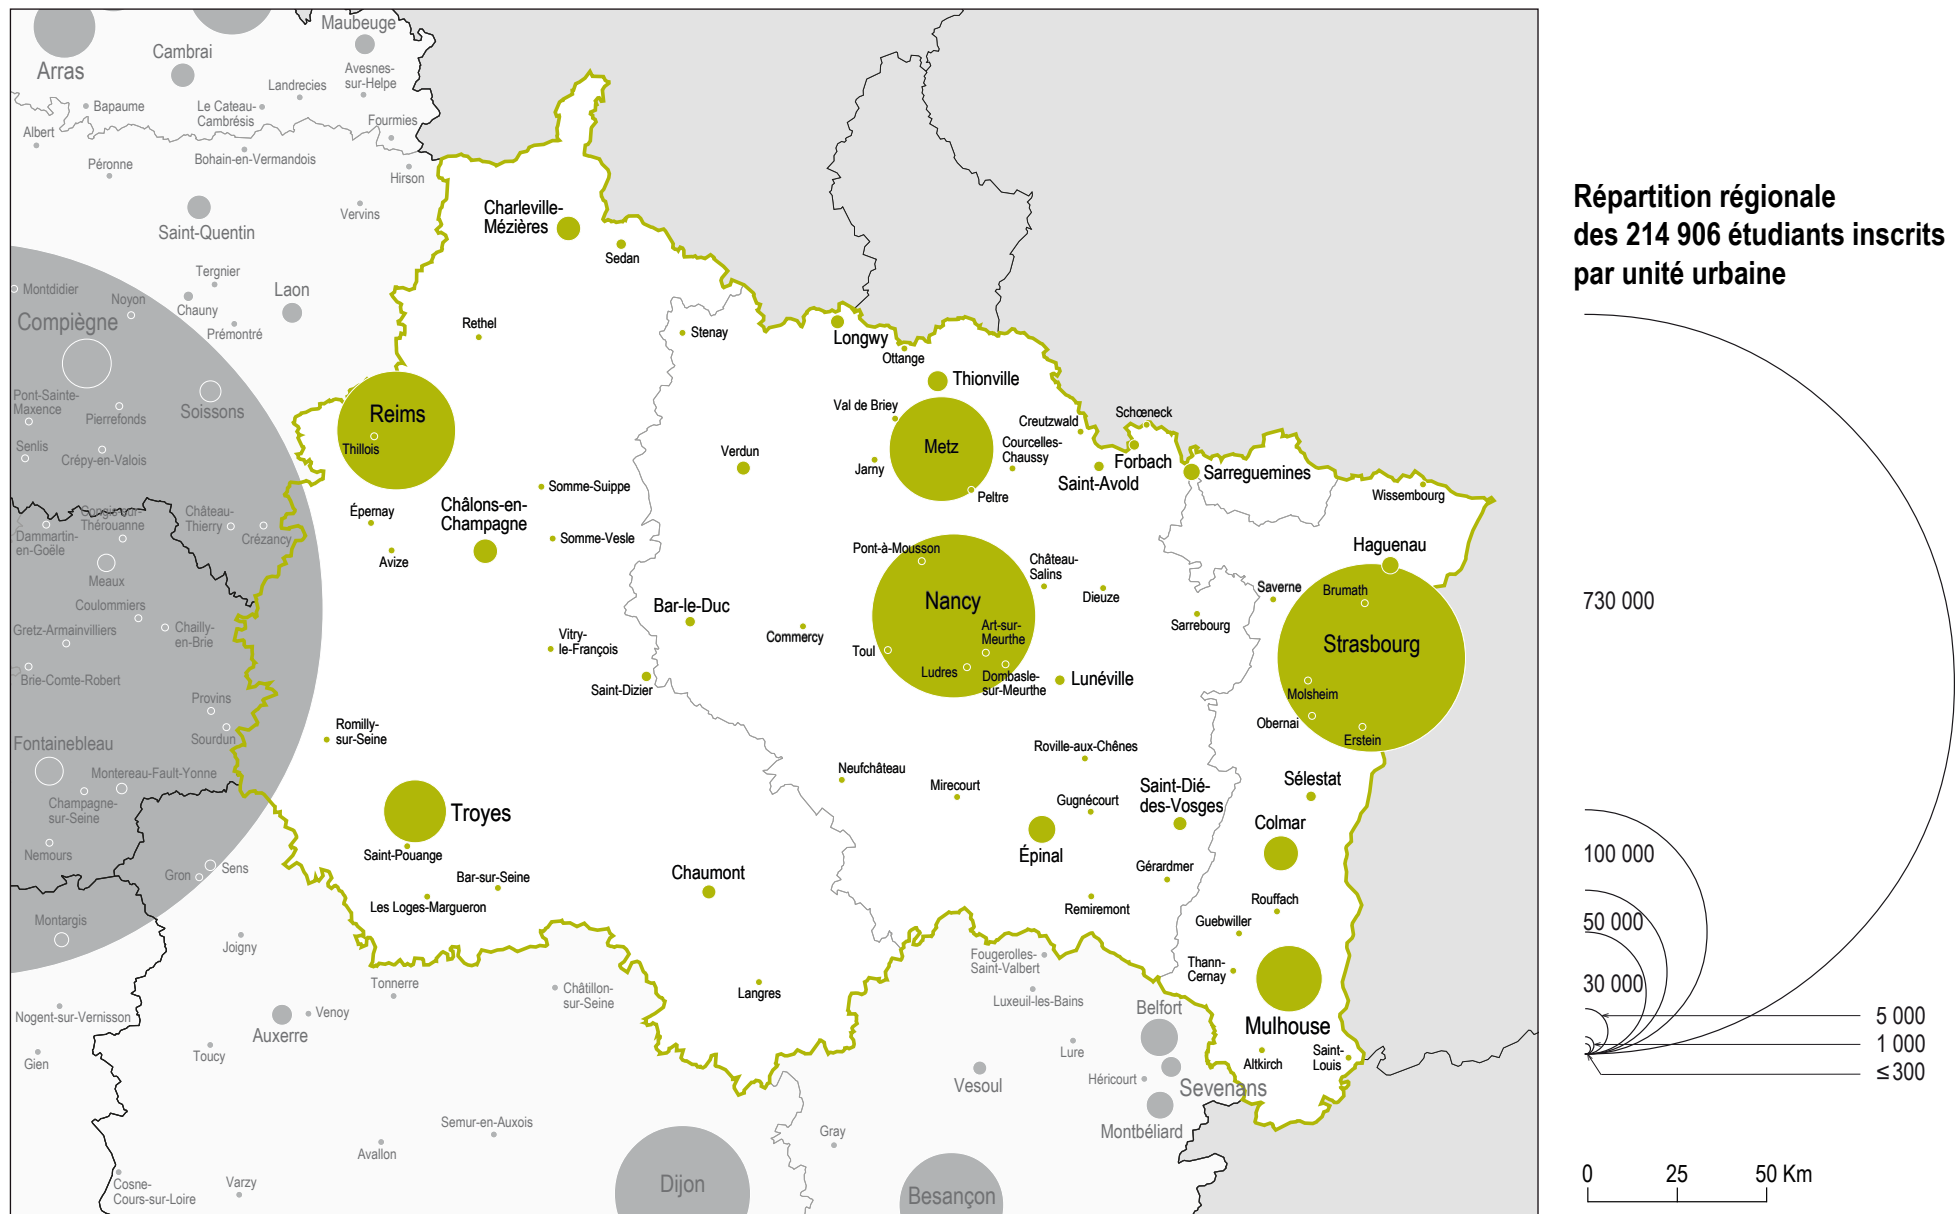 Répartition régionale
des 214 906 étudiants inscrits
par unité urbaine
730 000
100 000
50 000
30 000
5 000
1 000
≤ 300
0 25 50 Km
Maubeuge
Cambrai
Arras
Avesnes-
sur-Helpe
Landrecies
Bapaume
Le Cateau-
Cambrésis
Fourmies
Albert
Bohain-en-Vermandois
Péronne
Hirson
Vervins
Saint-Quentin
Tergnier
Laon
Chauny
Prémontré
Montdidier
Noyon
Compiègne
Pont-Sainte-
Maxence
Pierrefonds
Soissons
Senlis
Crépy-en-Valois
Congis-sur-
Thérouanne
Château-
Thierry
Crézancy
Dammartin-
en-Goële
Meaux
Coulommiers
Gretz-Armainvilliers
Chailly-
en-Brie
Brie-Comte-Robert
Provins
Sourdun
Fontainebleau
Montereau-Fault-Yonne
Champagne-
sur-Seine
Nemours
Gron
Sens
Montargis
Joigny
Nogent-sur-Vernisson
Gien
Auxerre
Venoy
Toucy
Tonnerre
Châtillon-
sur-Seine
Semur-en-Auxois
Avallon
Varzy
Cosne-
Cours-sur-Loire
Dijon
Besançon
Gray
Vesoul
Fougerolles-
Saint-Valbert
Luxeuil-les-Bains
Lure
Héricourt
Belfort
Sevenans
Montbéliard
Charleville-
Mézières
Sedan
Rethel
Reims
Thillois
Épernay
Avize
Châlons-en-
Champagne
Somme-Suippe
Somme-Vesle
Vitry-
le-François
Saint-Dizier
Romilly-
sur-Seine
Troyes
Saint-Pouange
Bar-sur-Seine
Les Loges-Margueron
Chaumont
Langres
Stenay
Verdun
Bar-le-Duc
Commercy
Longwy
Ottange
Thionville
Val de Briey
Metz
Jarny
Peltre
Creutzwald
Courcelles-
Chaussy
Schœneck
Forbach
Saint-Avold
Sarreguemines
Pont-à-Mousson
Nancy
Art-sur-
Meurthe
Toul
Ludres
Dombasle-
sur-Meurthe
Château-
Salins
Dieuze
Sarrebourg
Lunéville
Neufchâteau
Mirecourt
Roville-aux-Chênes
Gugnécourt
Épinal
Saint-Dié-
des-Vosges
Gérardmer
Remiremont
Wissembourg
Haguenau
Saverne
Brumath
Strasbourg
Molsheim
Obernai
Erstein
Sélestat
Colmar
Rouffach
Guebwiller
Thann-
Cernay
Mulhouse
Altkirch
Saint-
Louis